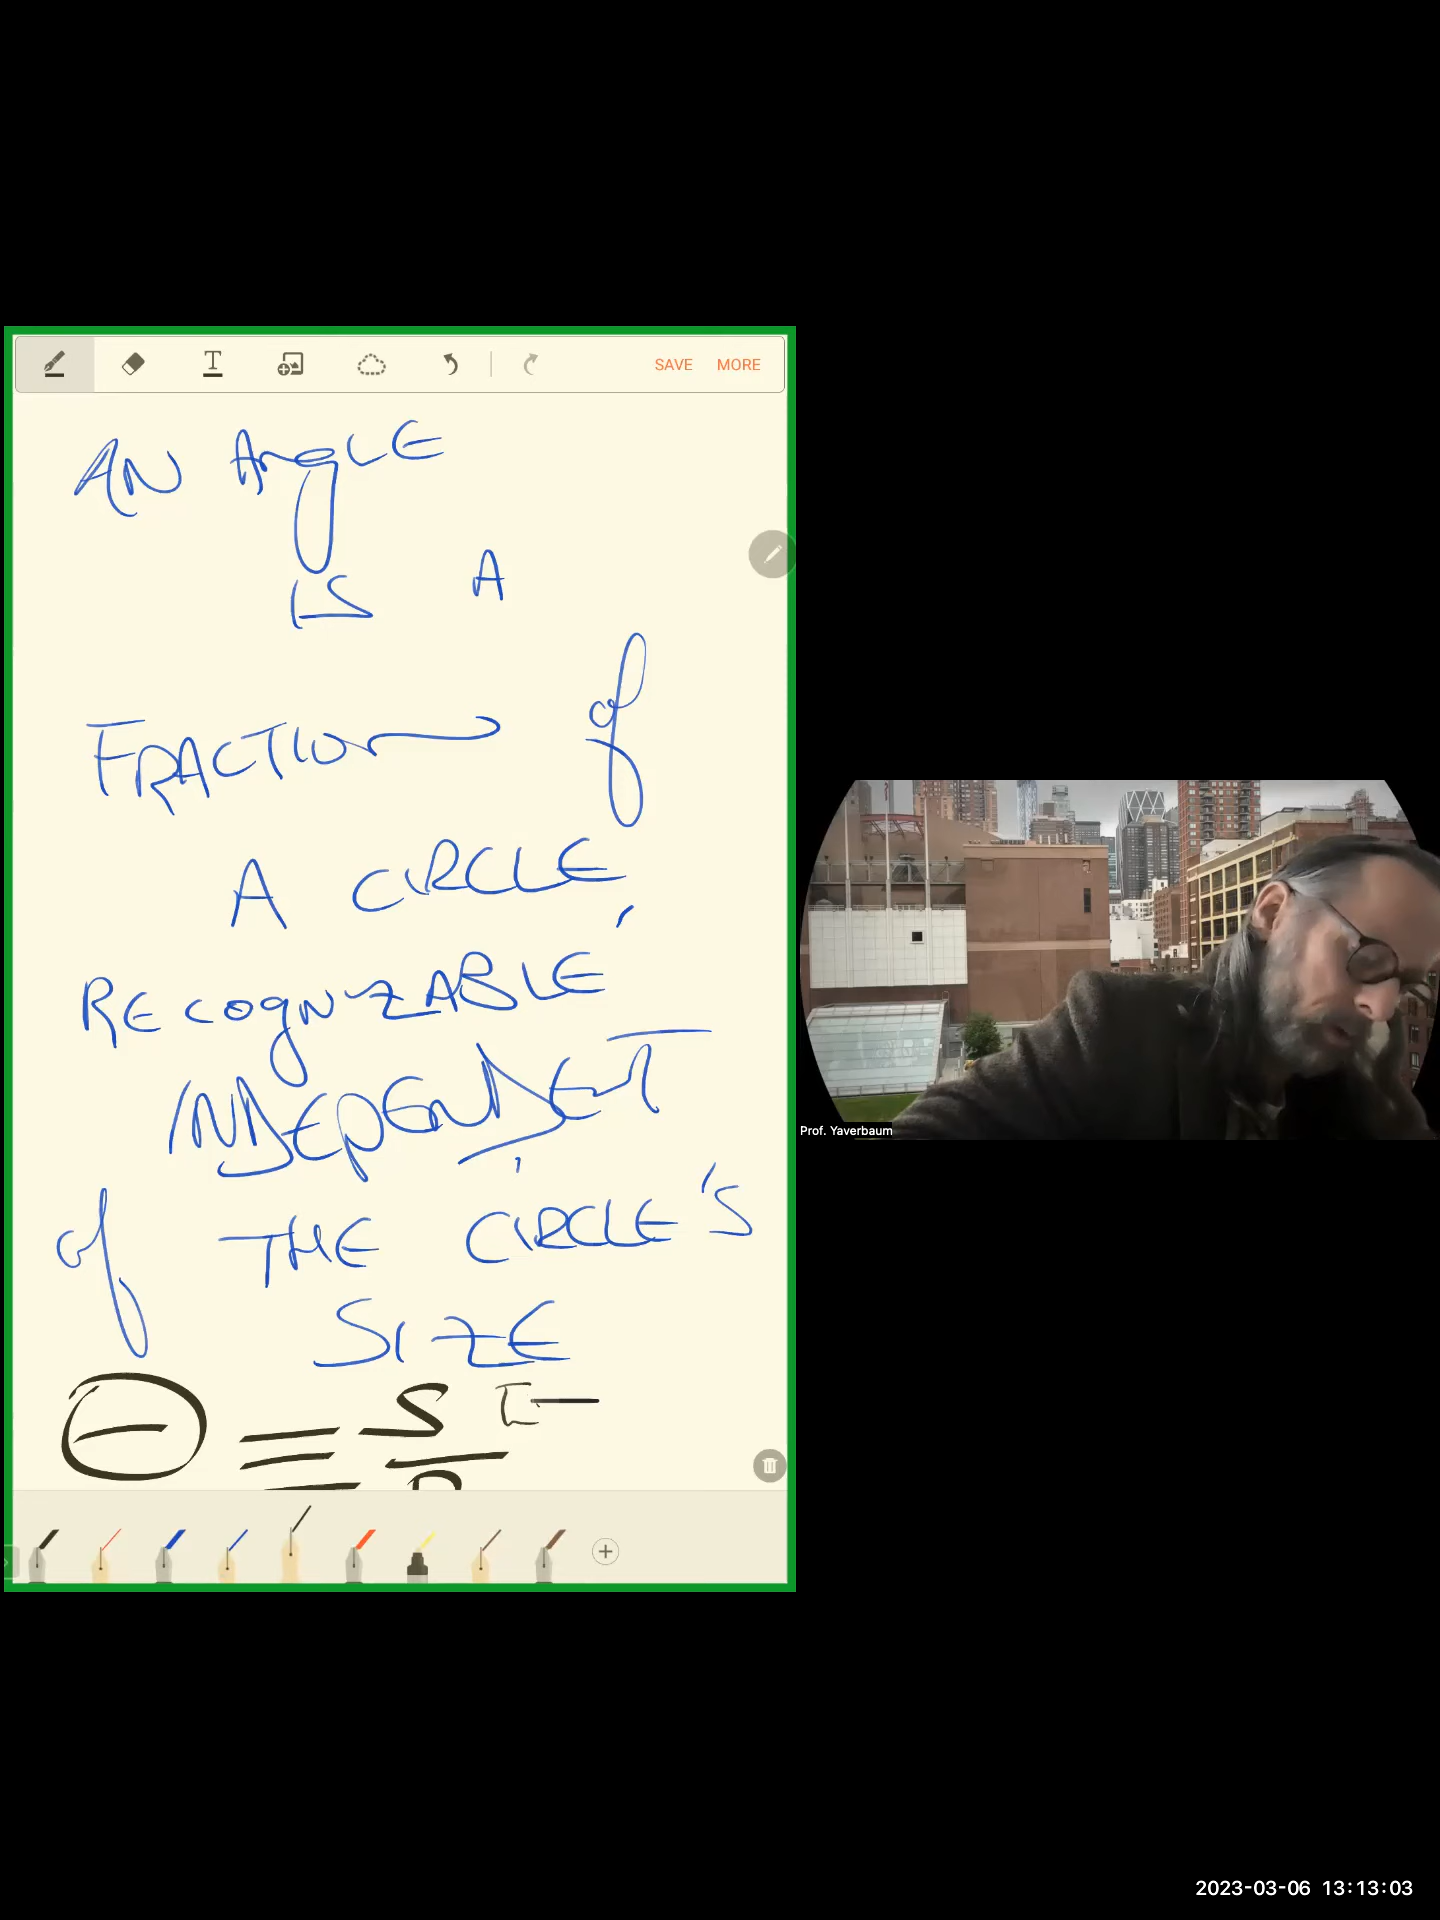 T
SAVE MORE
AN AngLE
IS A
FRACTION of
A CIRCLE,
RECOgNIZABLE
INDEPENDENT
of THE CIRCLE'S
SIZE
Θ ≡ S
R
Prof. Yaverbaum
2023-03-06 13:13:03